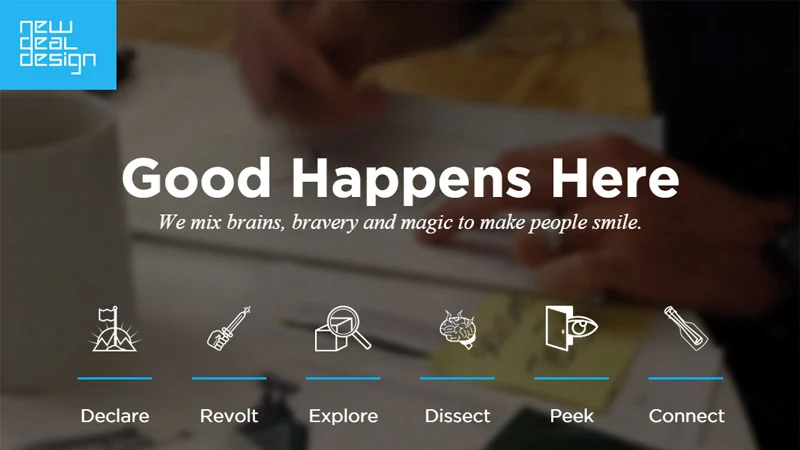 new
deal
design
Good Happens Here
We mix brains, bravery and magic to make people smile.
Declare
Revolt
Explore
Dissect
Peek
Connect